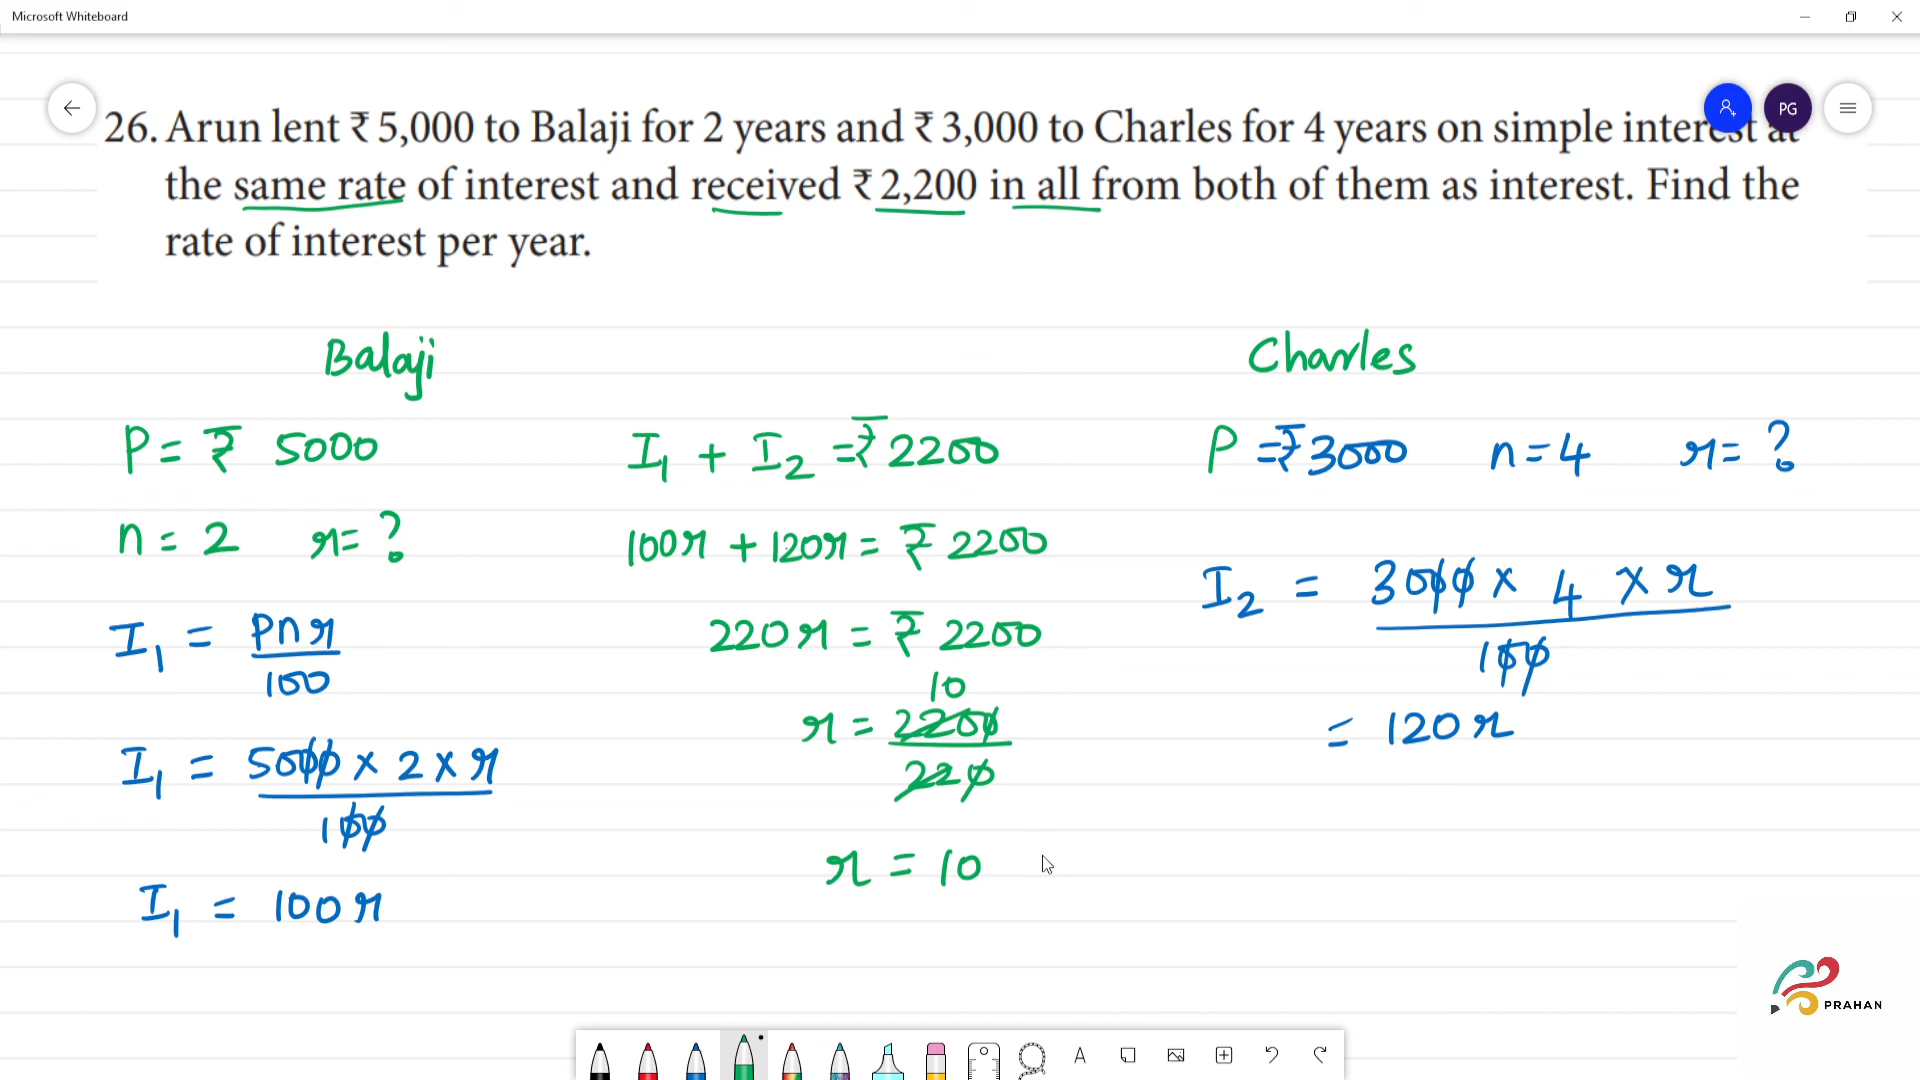 Microsoft Whiteboard
PG
26. Arun lent ₹ 5,000 to Balaji for 2 years and ₹ 3,000 to Charles for 4 years on simple interest at
the same rate of interest and received ₹ 2,200 in all from both of them as interest. Find the
rate of interest per year.
Balaji
P = ₹ 5000
n = 2 r = ?
I₁ = pnr / 100
I₁ = 5000 × 2 × r / 100
I₁ = 100r
I₁ + I₂ = ₹ 2200
100r + 120r = ₹ 2200
220r = ₹ 2200
10
r = 2200 / 220
r = 10
Charles
P = ₹ 3000 n = 4 r = ?
I₂ = 3000 × 4 × r / 100
= 120r
PRAHAN
A